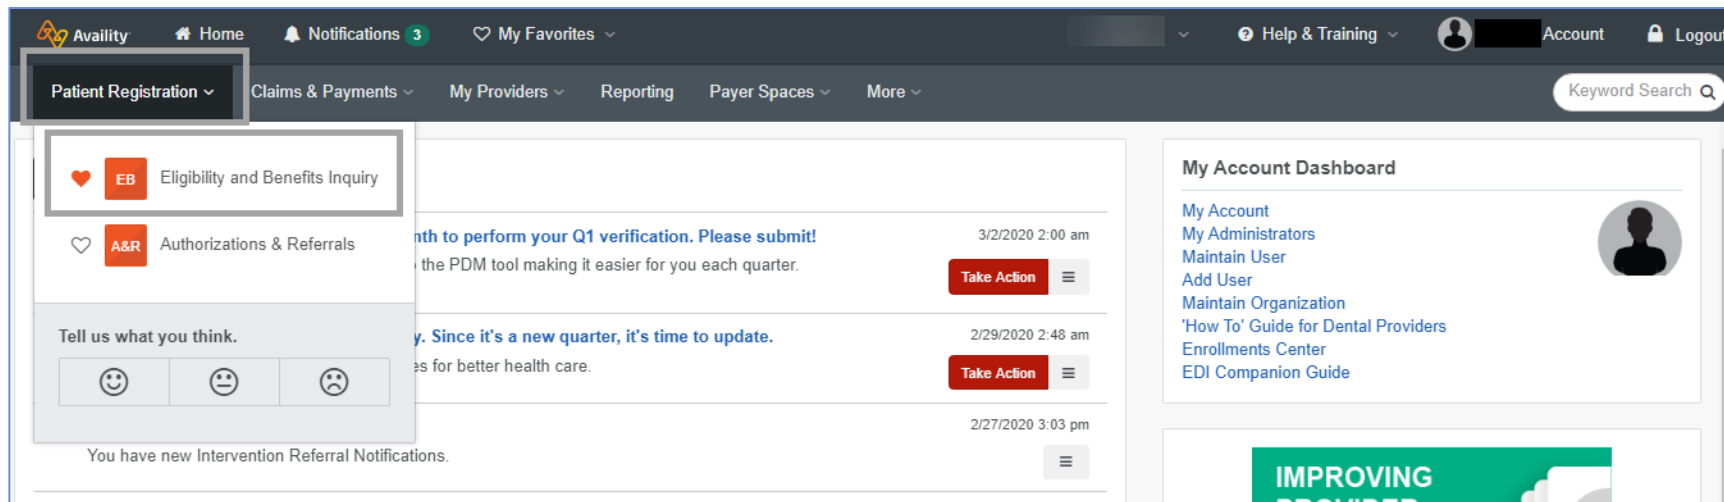 Availity Home Notifications 3 My Favorites Help & Training Account Logout
Patient Registration Claims & Payments My Providers Reporting Payer Spaces More Keyword Search
EB Eligibility and Benefits Inquiry
A&R Authorizations & Referrals
Tell us what you think.
to perform your Q1 verification. Please submit! 3/2/2020 2:00 am
the PDM tool making it easier for you each quarter.
Take Action
Since it's a new quarter, it's time to update. 2/29/2020 2:48 am
for better health care.
Take Action
2/27/2020 3:03 pm
You have new Intervention Referral Notifications.
My Account Dashboard
My Account
My Administrators
Maintain User
Add User
Maintain Organization
'How To' Guide for Dental Providers
Enrollments Center
EDI Companion Guide
IMPROVING
PROVIDER